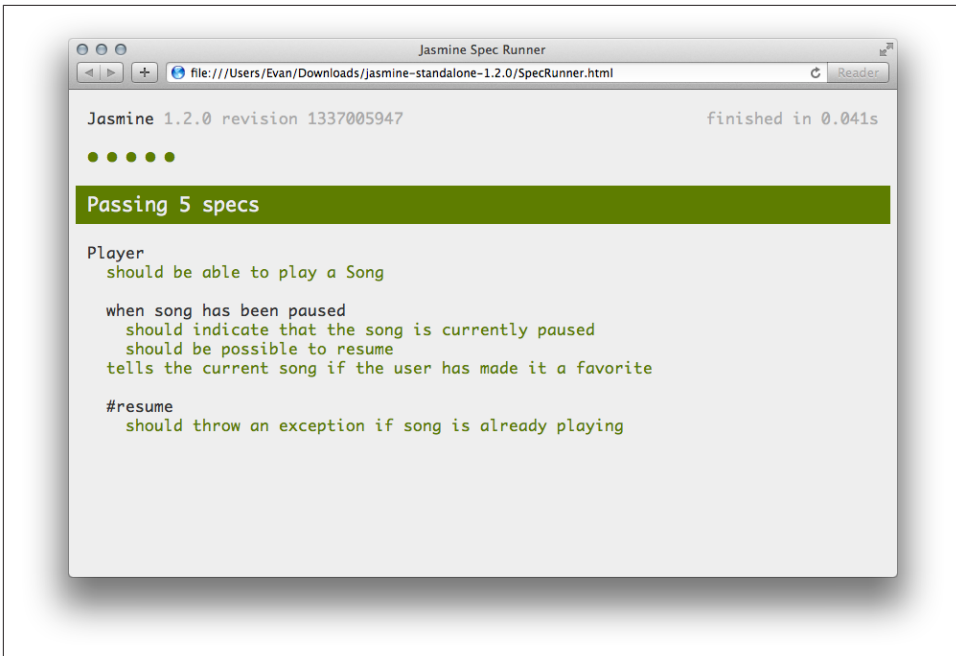 Jasmine Spec Runner
file:///Users/Evan/Downloads/jasmine-standalone-1.2.0/SpecRunner.html
Reader
Jasmine 1.2.0 revision 1337005947
finished in 0.041s
Passing 5 specs
Player
should be able to play a Song
when song has been paused
should indicate that the song is currently paused
should be possible to resume
tells the current song if the user has made it a favorite
#resume
should throw an exception if song is already playing